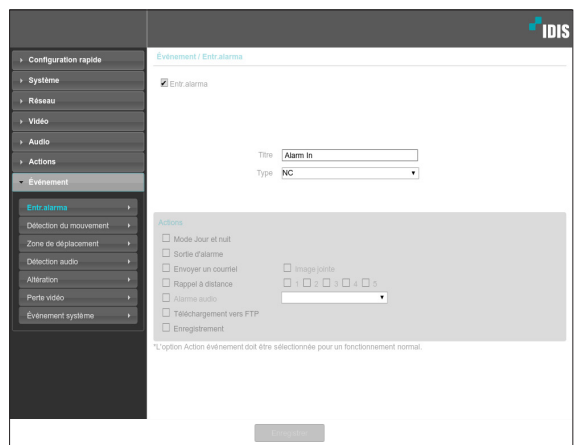 IDIS
Configuration rapide
Système
Réseau
Vidéo
Audio
Actions
Événement
Entr.alarma
Détection du mouvement
Zone de déplacement
Détection audio
Altération
Perte vidéo
Événement système
Événement / Entr.alarma
Entr.alarma
Titre Alarm In
Type NC
Actions
Mode Jour et nuit
Sortie d'alarme
Envoyer un courriel Image jointe
Rappel à distance 1 2 3 4 5
Alarme audio
Téléchargement vers FTP
Enregistrement
*L'option Action événement doit être sélectionnée pour un fonctionnement normal.
Enregistrer